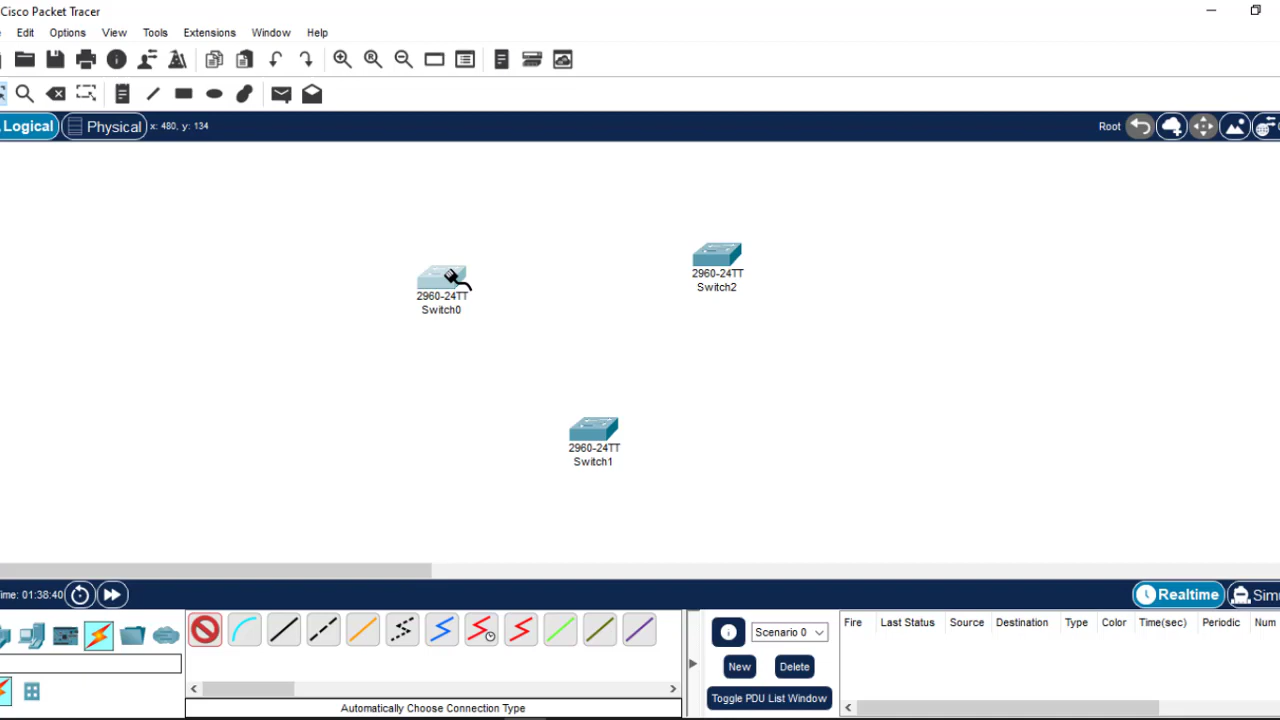 Cisco Packet Tracer
Edit Options View Tools Extensions Window Help
Logical Physical x: 480, y: 134 Root
2960-24TT
Switch2
2960-24TT
Switch0
2960-24TT
Switch1
Time: 01:38:40 Realtime
Scenario 0
New Delete
Toggle PDU List Window
Fire Last Status Source Destination Type Color Time(sec) Periodic Num
Automatically Choose Connection Type